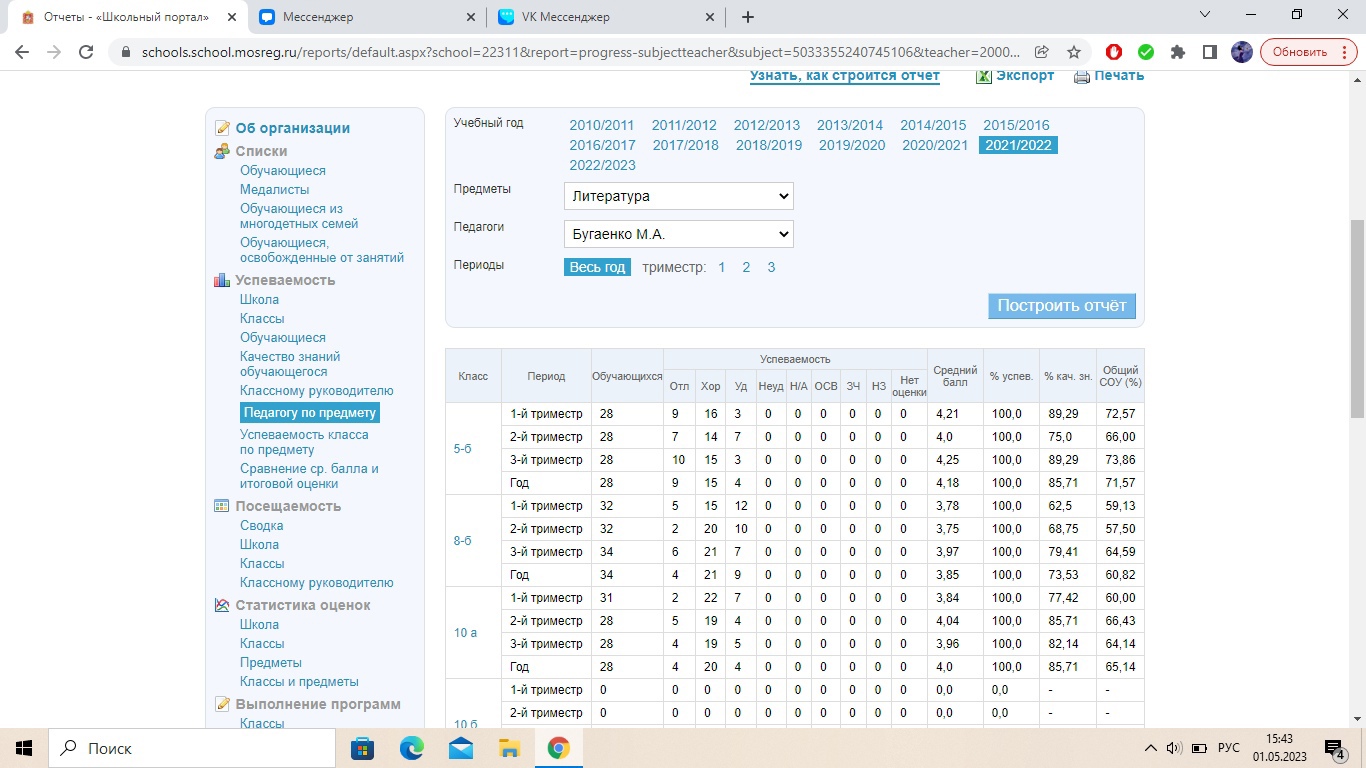 Отчеты - «Школьный портал»
Мессенджер
VK Мессенджер
schools.school.mosreg.ru/reports/default.aspx?school=22311&report=progress-subjectteacher&subject=5033355240745106&teacher=2000...
Обновить
Узнать, как строится отчет
Экспорт
Печать
Об организации
Списки
Обучающиеся
Медалисты
Обучающиеся из
многодетных семей
Обучающиеся,
освобожденные от занятий
Успеваемость
Школа
Классы
Обучающиеся
Качество знаний
обучающегося
Классному руководителю
Педагогу по предмету
Успеваемость класса
по предмету
Сравнение ср. балла и
итоговой оценки
Посещаемость
Сводка
Школа
Классы
Классному руководителю
Статистика оценок
Школа
Классы
Предметы
Классы и предметы
Выполнение программ
Классы
Учебный год
2010/2011 2011/2012 2012/2013 2013/2014 2014/2015 2015/2016
2016/2017 2017/2018 2018/2019 2019/2020 2020/2021 2021/2022
2022/2023
Предметы Литература
Педагоги Бугаенко М.А.
Периоды Весь год триместр: 1 2 3
Построить отчёт
Класс Период Обучающихся Успеваемость Средний балл % успев. % кач. зн. Общий СОУ (%)
Отл Хор Уд Неуд Н/А ОСВ ЗЧ НЗ Нет оценки
5-б
1-й триместр 28 9 16 3 0 0 0 0 0 0 4,21 100,0 89,29 72,57
2-й триместр 28 7 14 7 0 0 0 0 0 0 4,0 100,0 75,0 66,00
3-й триместр 28 10 15 3 0 0 0 0 0 0 4,25 100,0 89,29 73,86
Год 28 9 15 4 0 0 0 0 0 0 4,18 100,0 85,71 71,57
8-б
1-й триместр 32 5 15 12 0 0 0 0 0 0 3,78 100,0 62,5 59,13
2-й триместр 32 2 20 10 0 0 0 0 0 0 3,75 100,0 68,75 57,50
3-й триместр 34 6 21 7 0 0 0 0 0 0 3,97 100,0 79,41 64,59
Год 34 4 21 9 0 0 0 0 0 0 3,85 100,0 73,53 60,82
10 а
1-й триместр 31 2 22 7 0 0 0 0 0 0 3,84 100,0 77,42 60,00
2-й триместр 28 5 19 4 0 0 0 0 0 0 4,04 100,0 85,71 66,43
3-й триместр 28 4 19 5 0 0 0 0 0 0 3,96 100,0 82,14 64,14
Год 28 4 20 4 0 0 0 0 0 0 4,0 100,0 85,71 65,14
10 б
1-й триместр 0 0 0 0 0 0 0 0 0 0 0,0 0,0 - -
2-й триместр 0 0 0 0 0 0 0 0 0 0 0,0 0,0 - -
Поиск
РУС
15:43
01.05.2023
4